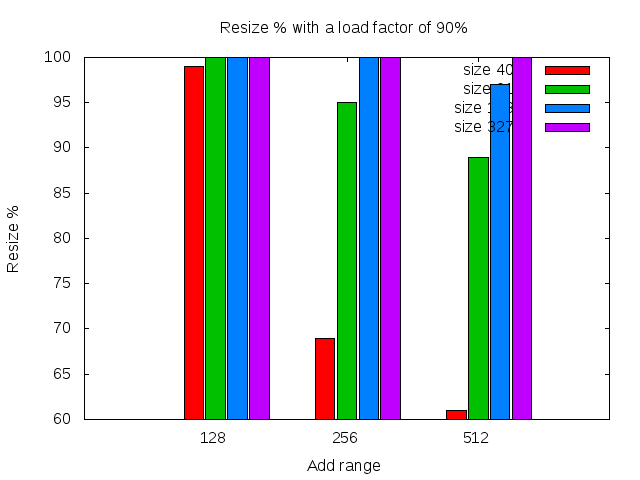 Resize % with a load factor of 90%
100
95
90
85
80
75
70
65
60
Resize %
size 40
size
size
size 327
128
256
512
Add range